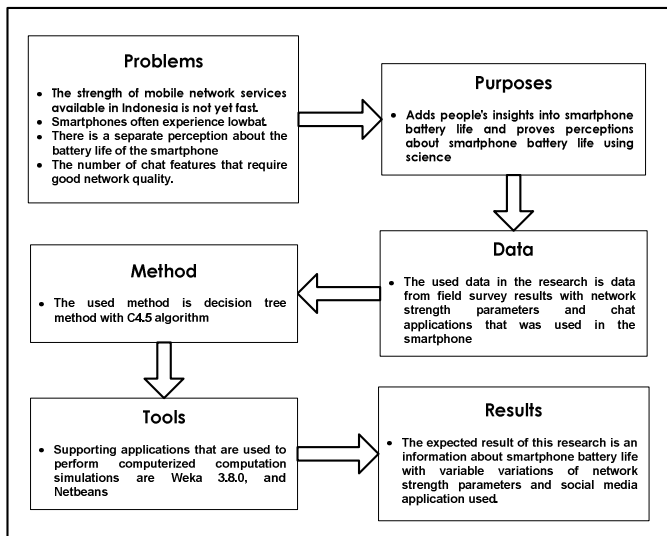 Problems
• The strength of mobile network services
available in Indonesia is not yet fast.
• Smartphones often experience lowbat.
• There is a separate perception about the
battery life of the smartphone
• The number of chat features that require
good network quality.
Purposes
• Adds people's insights into smartphone
battery life and proves perceptions
about smartphone battery life using
science
Data
• The used data in the research is data
from field survey results with network
strength parameters and chat
applications that was used in the
smartphone
Method
• The used method is decision tree
method with C4.5 algorithm
Tools
• Supporting applications that are used to
perform computerized computation
simulations are Weka 3.8.0, and
Netbeans
Results
• The expected result of this research is an
information about smartphone battery life
with variable variations of network
strength parameters and social media
application used.